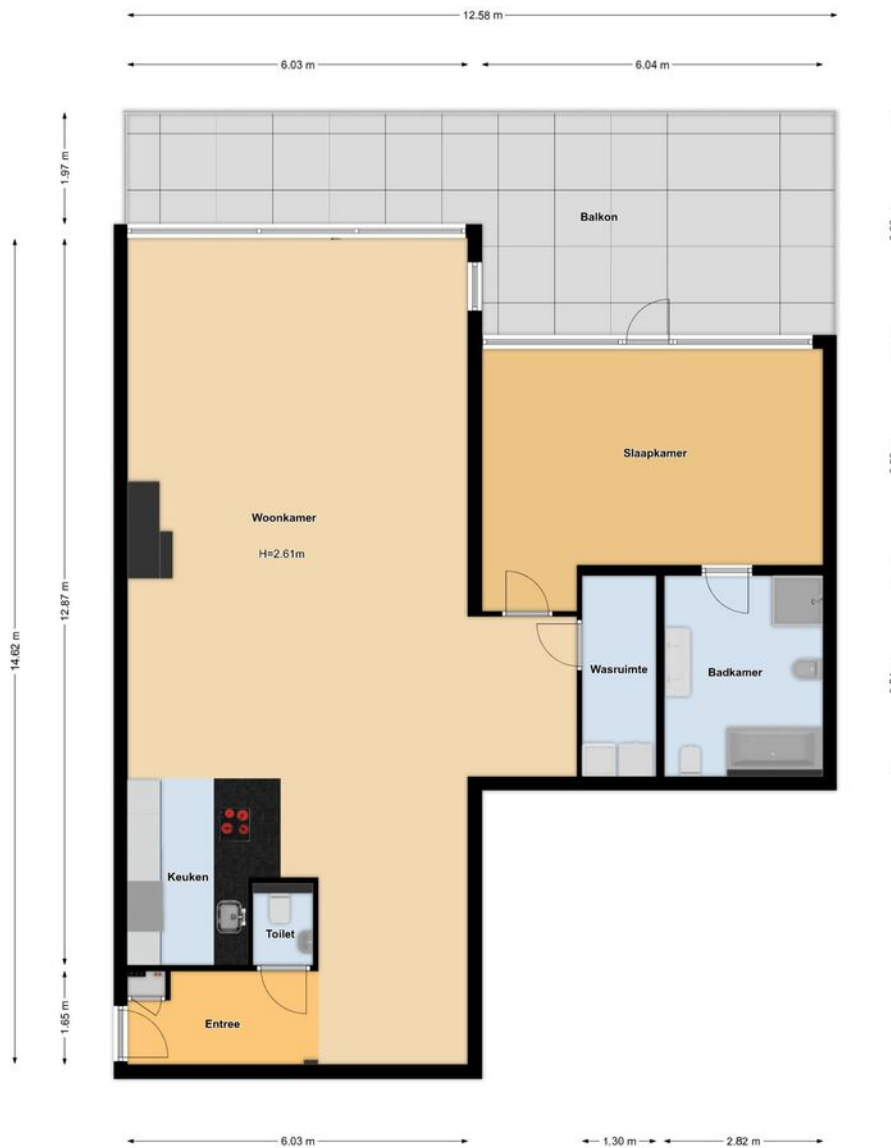 12.58 m
6.03 m
6.04 m
1.97 m
Balkon
Slaapkamer
Woonkamer
H=2.61m
12.87 m
14.62 m
Wasruimte
Badkamer
Keuken
Toilet
1.65 m
Entree
6.03 m
1.30 m
2.82 m